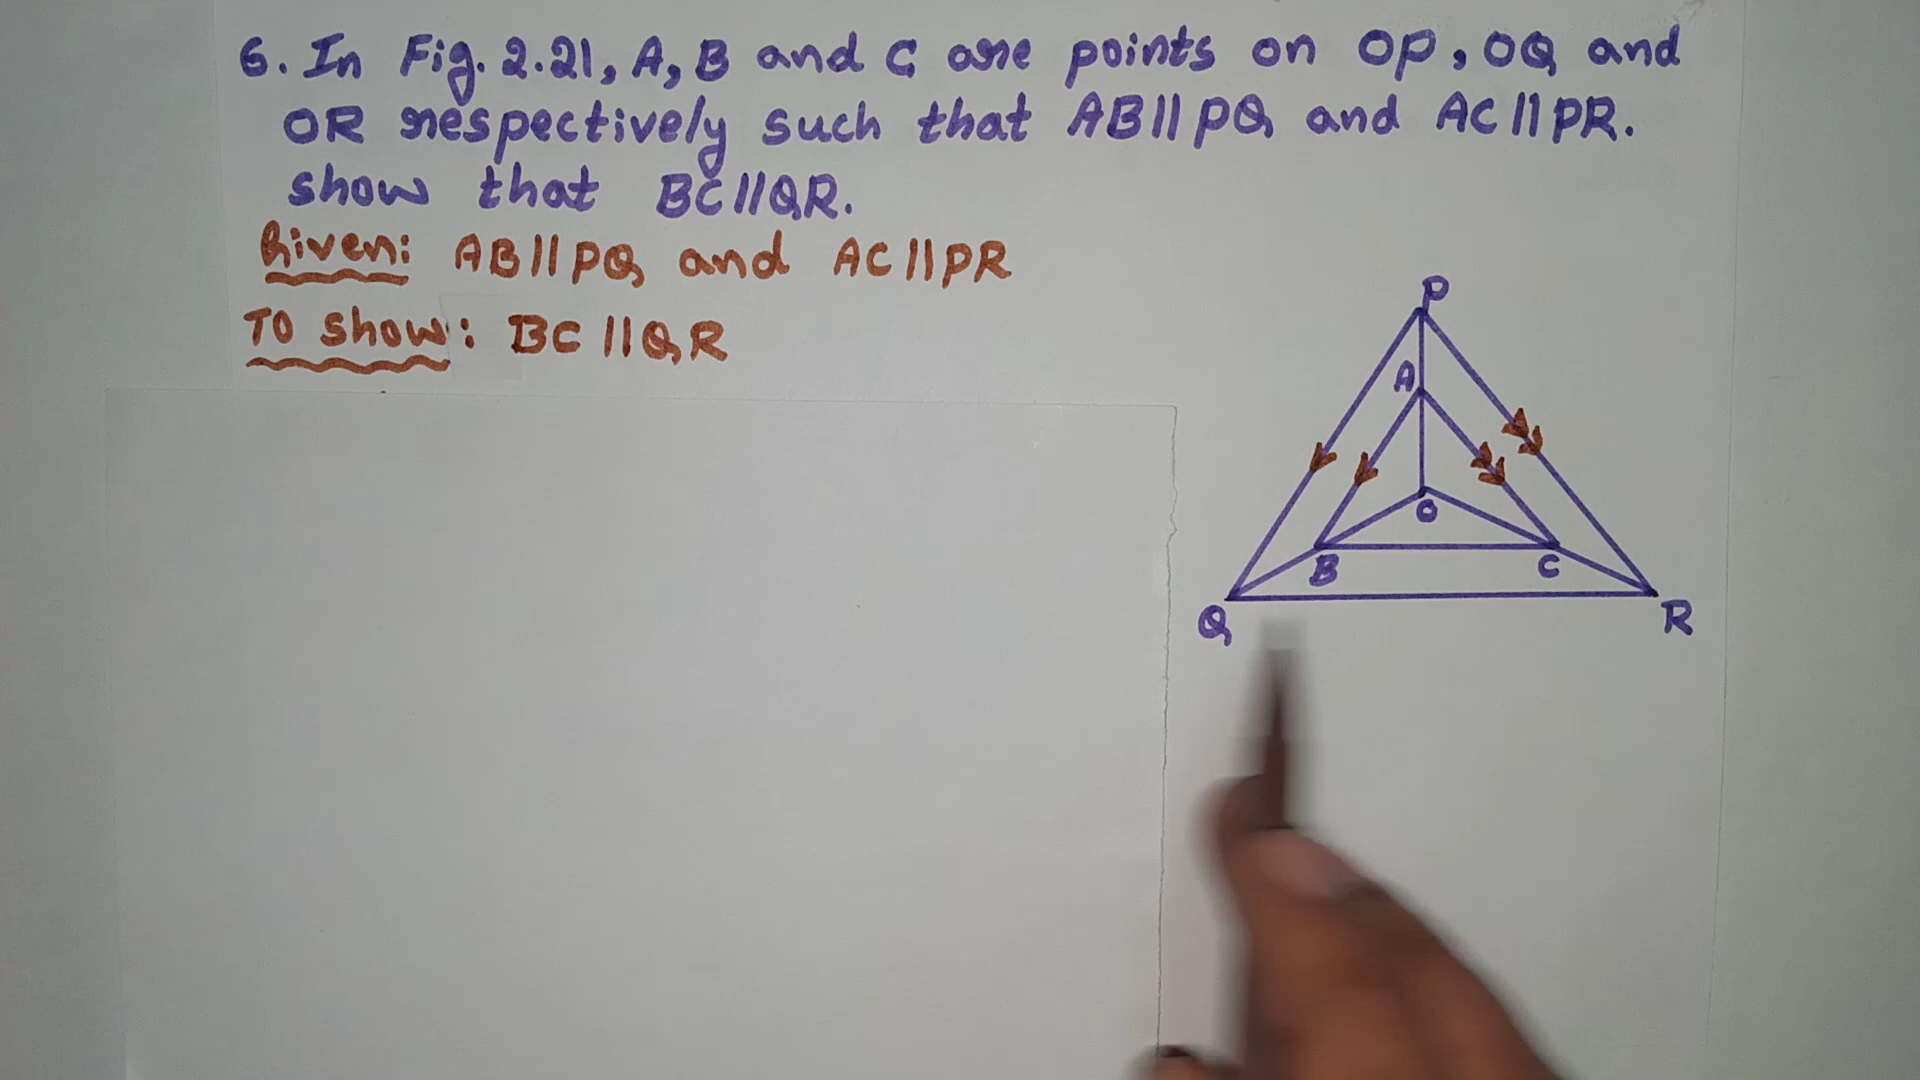 6. In Fig. 2.21, A, B and C are points on OP, OQ and
OR respectively such that AB||PQ and AC||PR.
show that BC||QR.
Given: AB||PQ and AC||PR
To show: BC||QR
P
A
O
B
C
Q
R